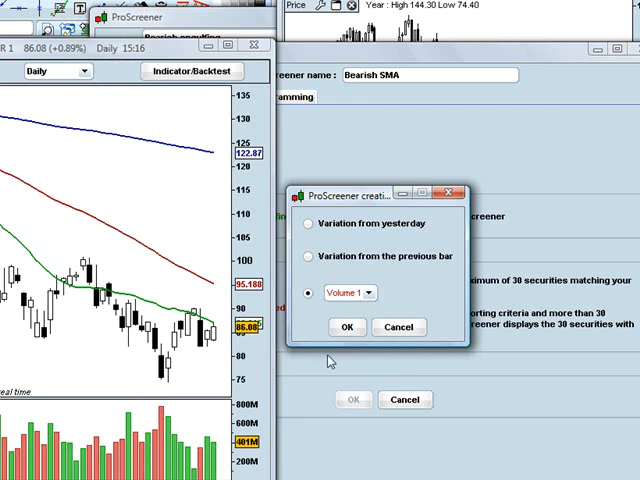 Price
Year : High 144.30 Low 74.40
ProScreener
Bearish engulfing
R 1 86.08 (+0.89%) Daily 15:16
Daily
Indicator/Backtest
reener name :
Bearish SMA
ramming
135
130
125
122.87
120
115
110
105
100
95.188
90
86.08
85
80
75
real time
800M
600M
401M
200M
ProScreener creati...
Variation from yesterday
Variation from the previous bar
Volume 1
OK
Cancel
creener
ximum of 30 securities matching your
orting criteria and more than 30
reener displays the 30 securities with
OK
Cancel